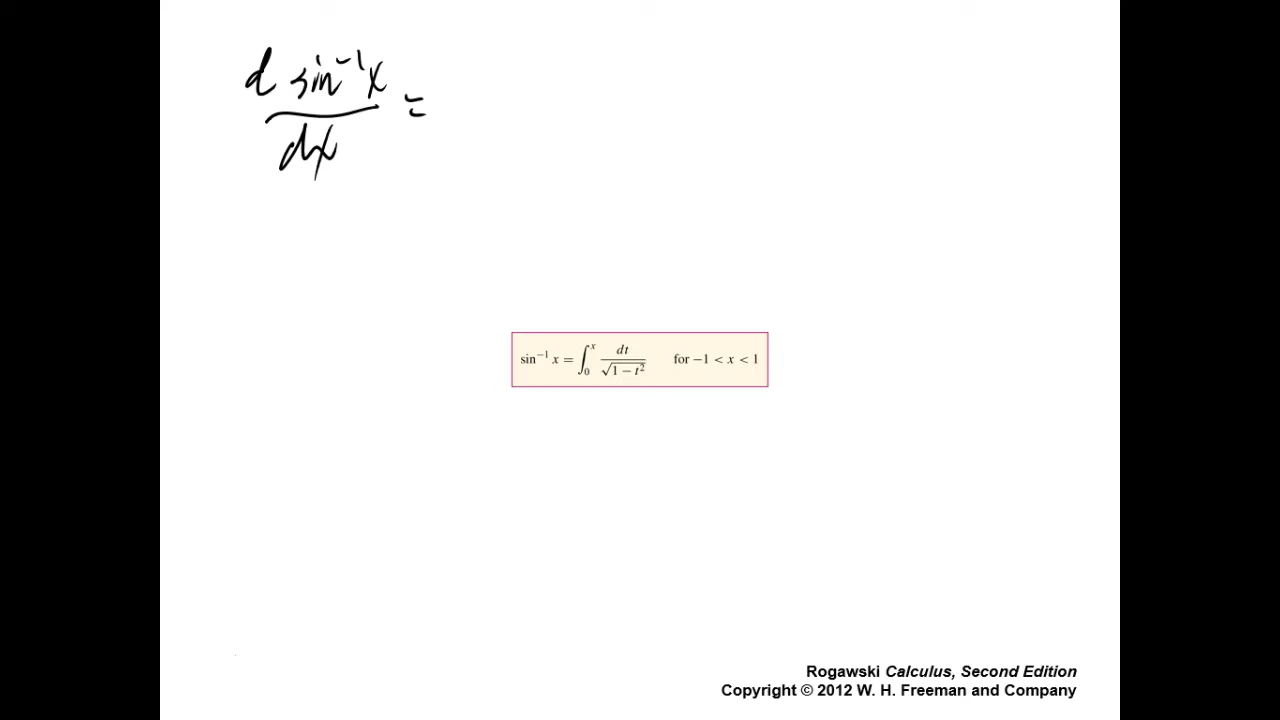 d sin⁻¹x
dx
=
sin⁻¹ x = ∫₀ˣ dt/√(1 − t²) for −1 < x < 1
Rogawski Calculus, Second Edition
Copyright © 2012 W. H. Freeman and Company